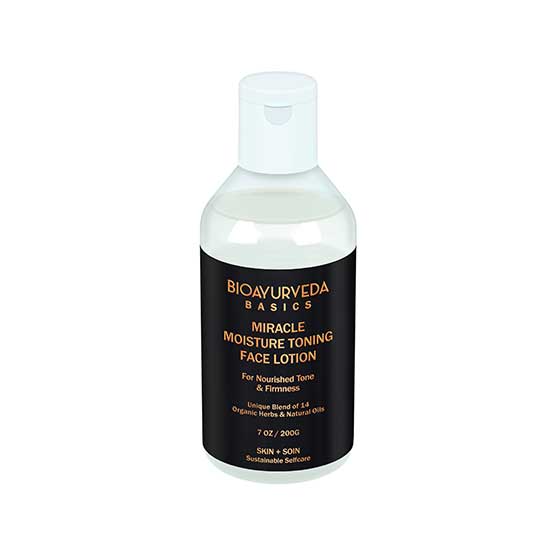 BIOAYURVEDA
BASICS
MIRACLE
MOISTURE TONING
FACE LOTION
For Nourished Tone
& Firmness
Unique Blend of 14
Organic Herbs & Natural Oils
7 OZ / 200G
SKIN + SOIN
Sustainable Selfcare